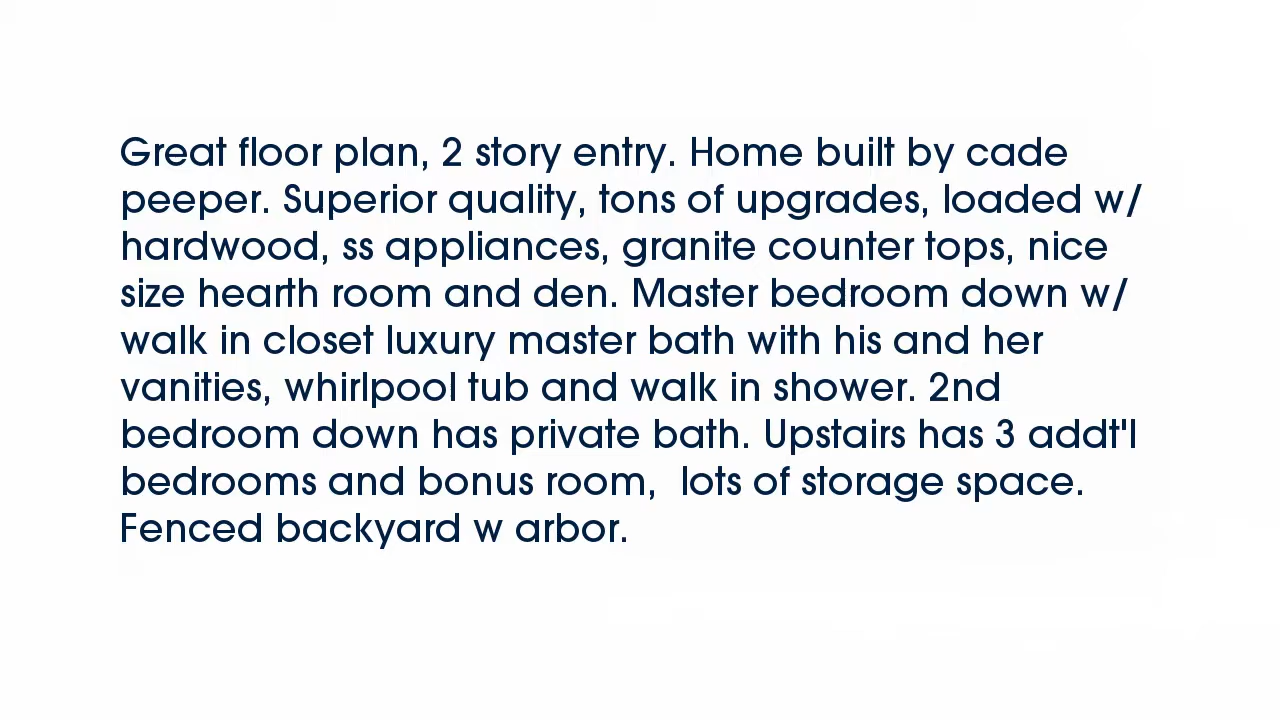 Great floor plan, 2 story entry. Home built by cade
peeper. Superior quality, tons of upgrades, loaded w/
hardwood, ss appliances, granite counter tops, nice
size hearth room and den. Master bedroom down w/
walk in closet luxury master bath with his and her
vanities, whirlpool tub and walk in shower. 2nd
bedroom down has private bath. Upstairs has 3 addt'l
bedrooms and bonus room,  lots of storage space.
Fenced backyard w arbor.